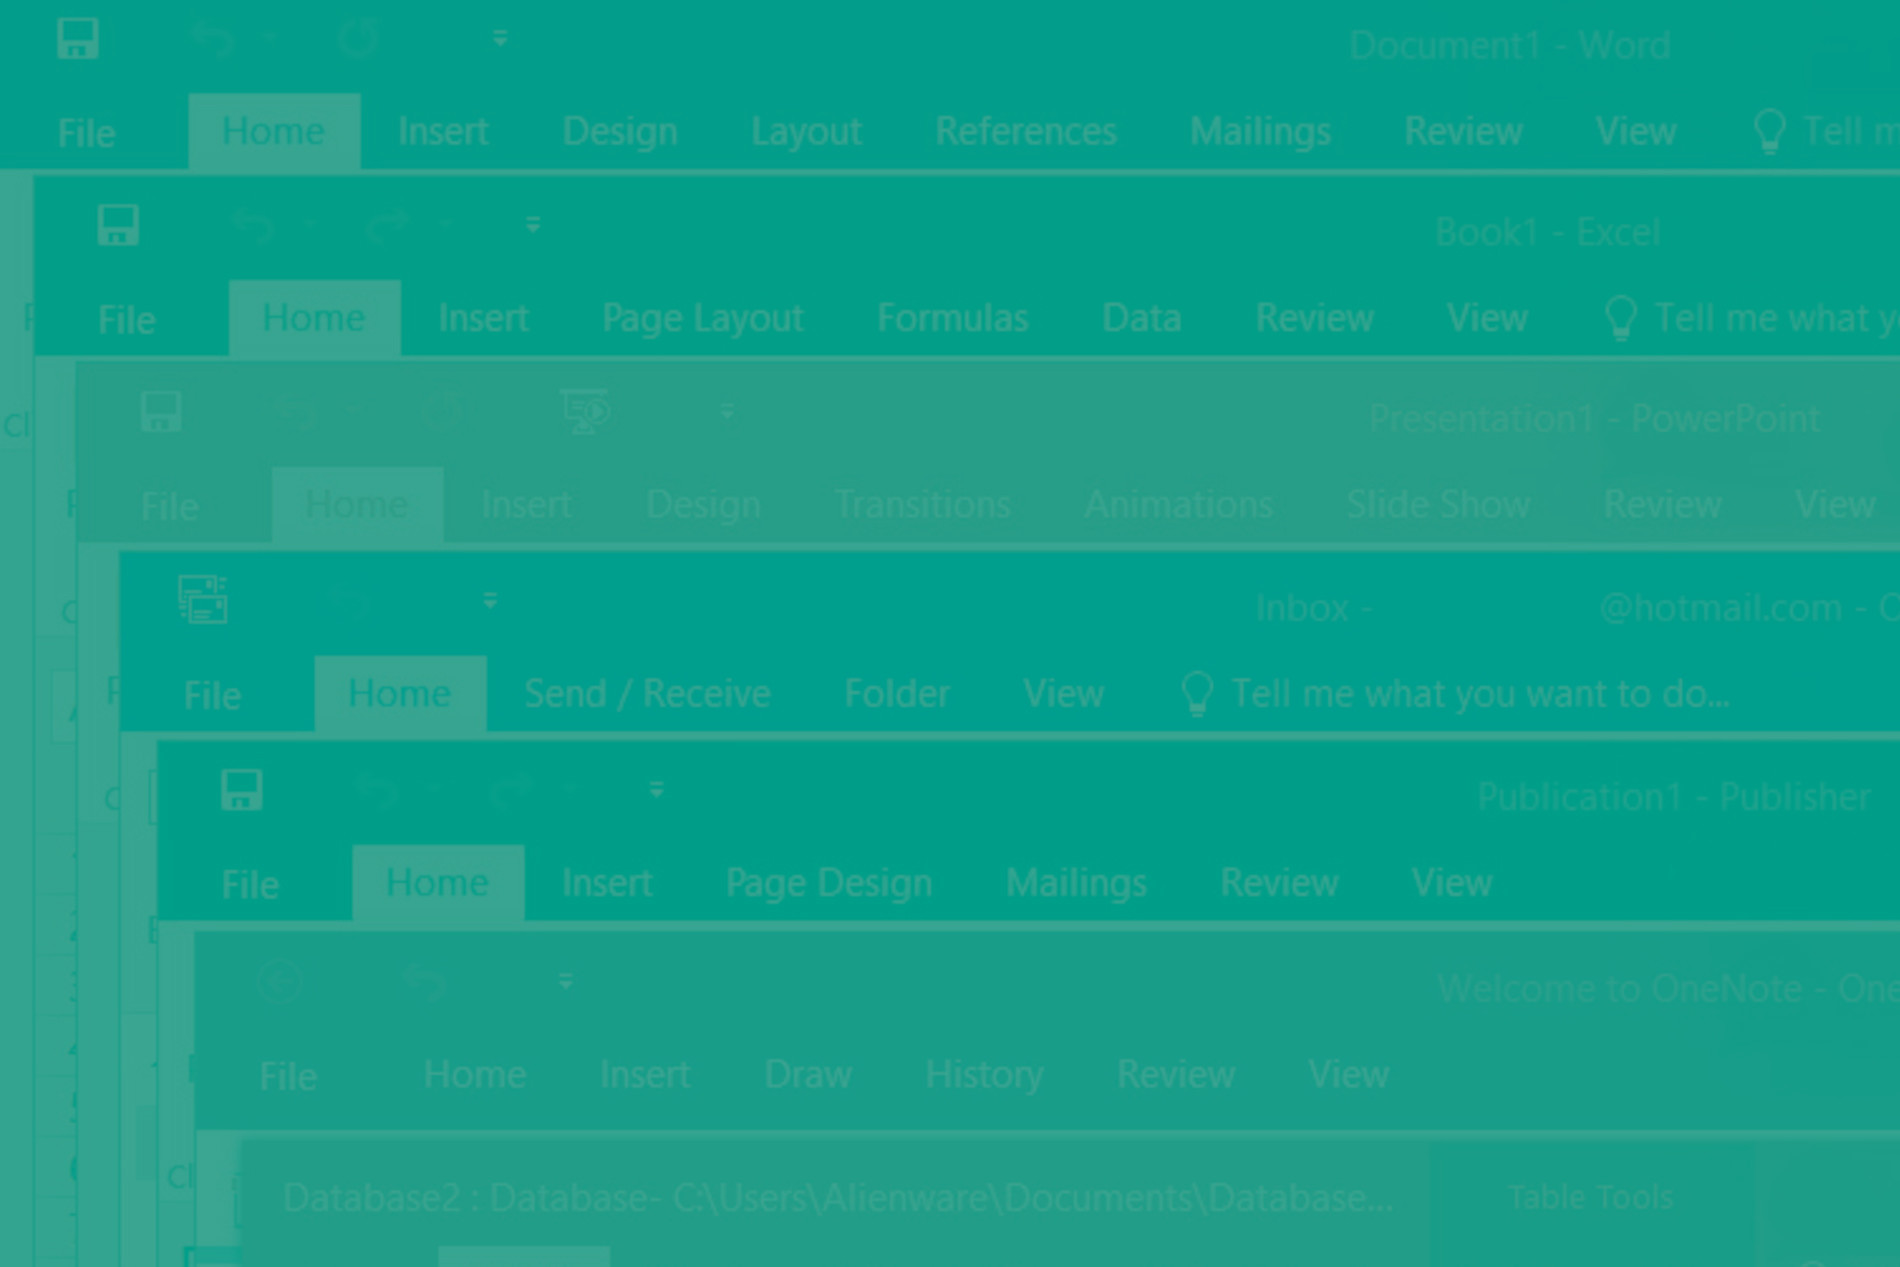 Document1 - Word
File Home Insert Design Layout References Mailings Review View Tell m
Book1 - Excel
File Home Insert Page Layout Formulas Data Review View Tell me what y
Presentation1 - PowerPoint
Cl
File Home Insert Design Transitions Animations Slide Show Review View
Inbox - @hotmail.com - O
File Home Send / Receive Folder View Tell me what you want to do...
Publication1 - Publisher
File Home Insert Page Design Mailings Review View
Welcome to OneNote - One
File Home Insert Draw History Review View
Cl
Database2 : Database- C:\Users\Alienware\Documents\Database... Table Tools